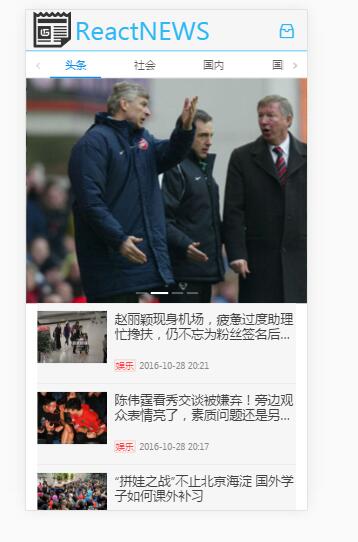 ReactNEWS
头条 社会 国内 国
赵丽颖现身机场，疲惫过度助理
忙搀扶，仍不忘为粉丝签名后...
娱乐 2016-10-28 20:21
陈伟霆看秀交谈被嫌弃！旁边观
众表情亮了，素质问题还是另...
娱乐 2016-10-28 20:17
“拼娃之战”不止北京海淀 国外学
子如何课外补习